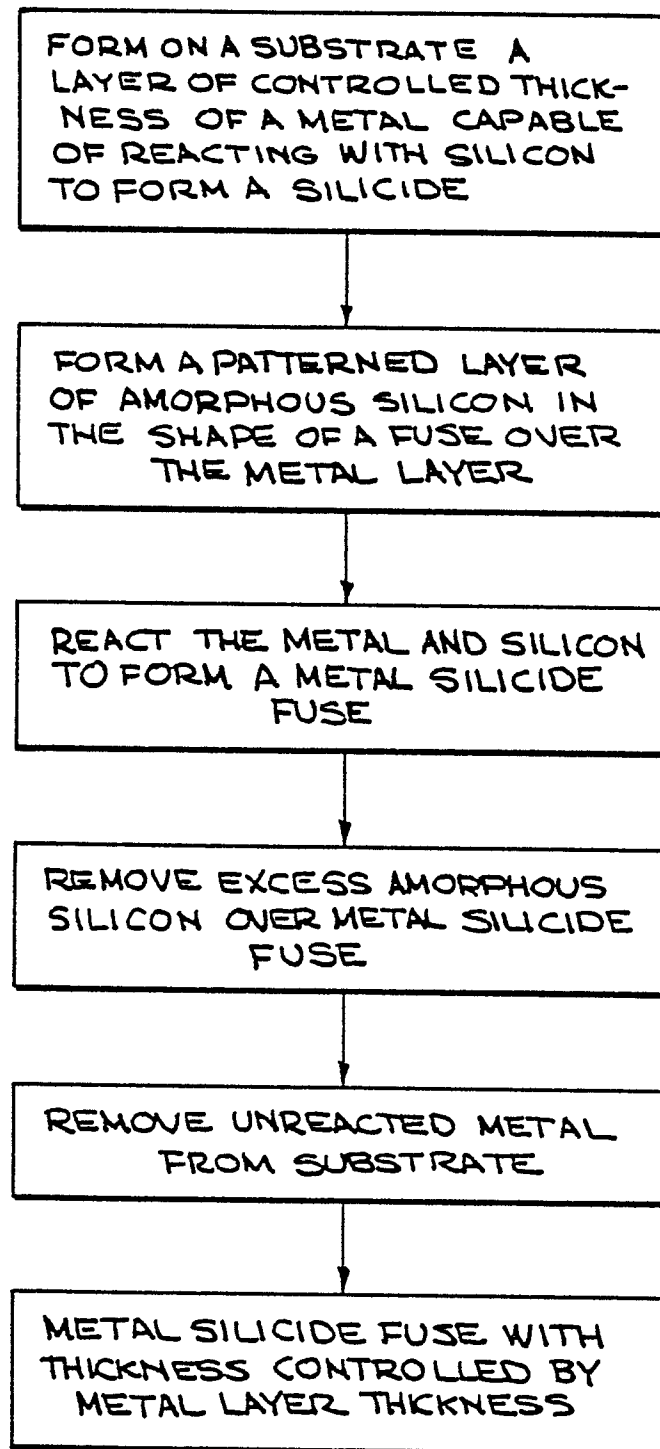 FORM ON A SUBSTRATE A
LAYER OF CONTROLLED THICK-
NESS OF A METAL CAPABLE
OF REACTING WITH SILICON
TO FORM A SILICIDE
FORM A PATTERNED LAYER
OF AMORPHOUS SILICON IN
THE SHAPE OF A FUSE OVER
THE METAL LAYER
REACT THE METAL AND SILICON
TO FORM A METAL SILICIDE
FUSE
REMOVE EXCESS AMORPHOUS
SILICON OVER METAL SILICIDE
FUSE
REMOVE UNREACTED METAL
FROM SUBSTRATE
METAL SILICIDE FUSE WITH
THICKNESS CONTROLLED BY
METAL LAYER THICKNESS